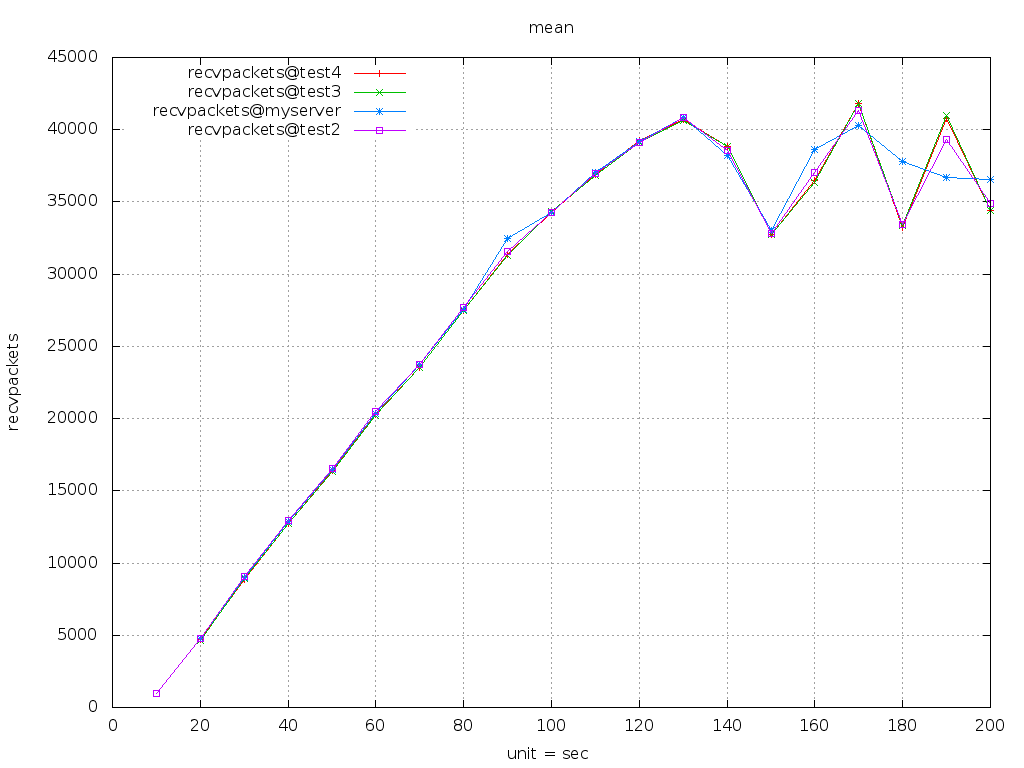 mean
45000
40000
35000
30000
25000
20000
15000
10000
5000
0
recvpackets@test4
recvpackets@test3
recvpackets@myserver
recvpackets@test2
recvpackets
0 20 40 60 80 100 120 140 160 180 200
unit = sec